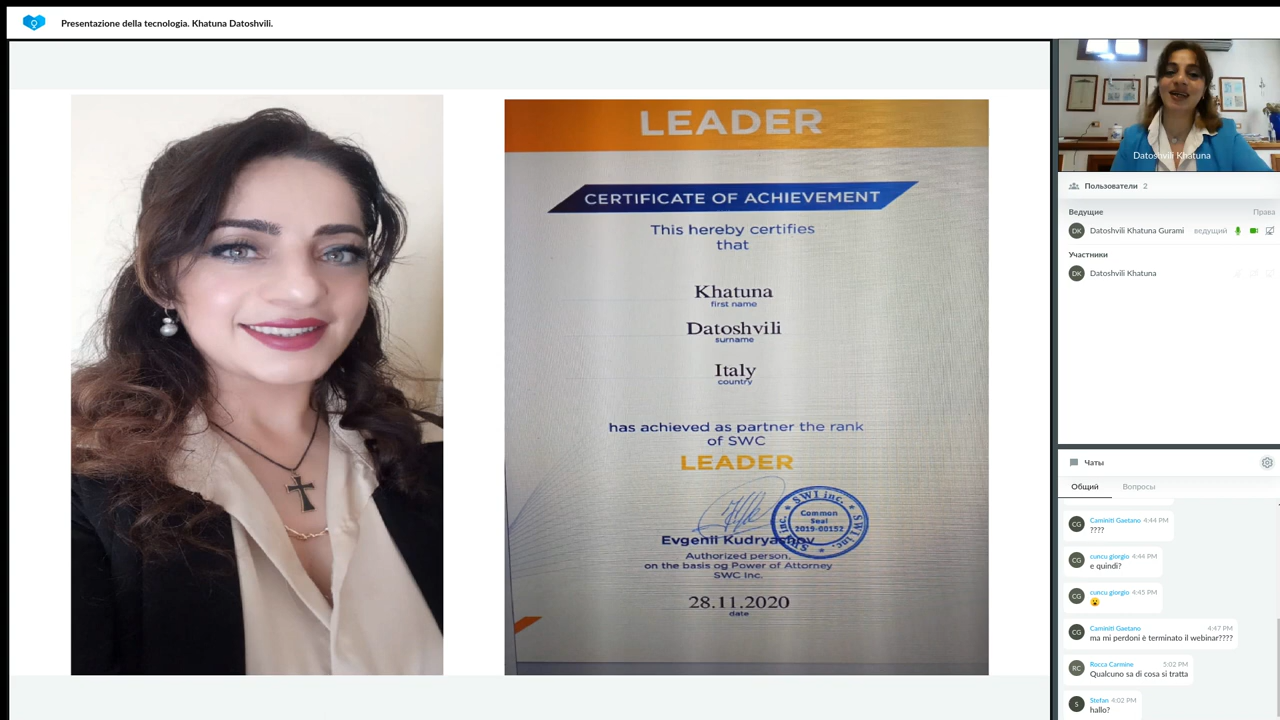 Presentazione della tecnologia. Khatuna Datoshvili.
LEADER
CERTIFICATE OF ACHIEVEMENT
This hereby certifies
that
Khatuna
first name
Datoshvili
surname
Italy
country
has achieved as partner the rank
of SWC
LEADER
SWI inc.
Common
Seal
2019-00152
SWI inc.
Evgenii Kudryashov
Authorized person,
on the basis og Power of Attorney
SWC Inc.
28.11.2020
date
Datoshvili Khatuna
Пользователи 2
Ведущие Права
DK Datoshvili Khatuna Gurami ведущий
Участники
DK Datoshvili Khatuna
Чаты
Общий Вопросы
CG Caminiti Gaetano 4:44 PM
????
CG cuncu giorgio 4:44 PM
e quindi?
CG cuncu giorgio 4:45 PM
😮
CG Caminiti Gaetano 4:47 PM
ma mi perdoni è terminato il webinar????
RC Rocca Carmine 5:02 PM
Qualcuno sa di cosa si tratta
S Stefan 4:02 PM
hallo?